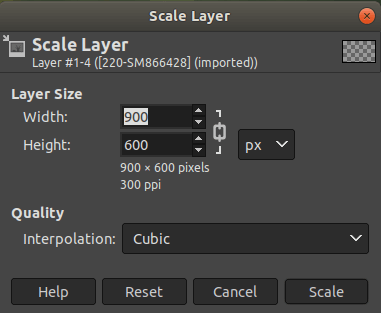 Scale Layer
Scale Layer
Layer #1-4 ([220-SM866428] (imported))
Layer Size
Width: 900
Height: 600 px
900 × 600 pixels
300 ppi
Quality
Interpolation: Cubic
Help Reset Cancel Scale